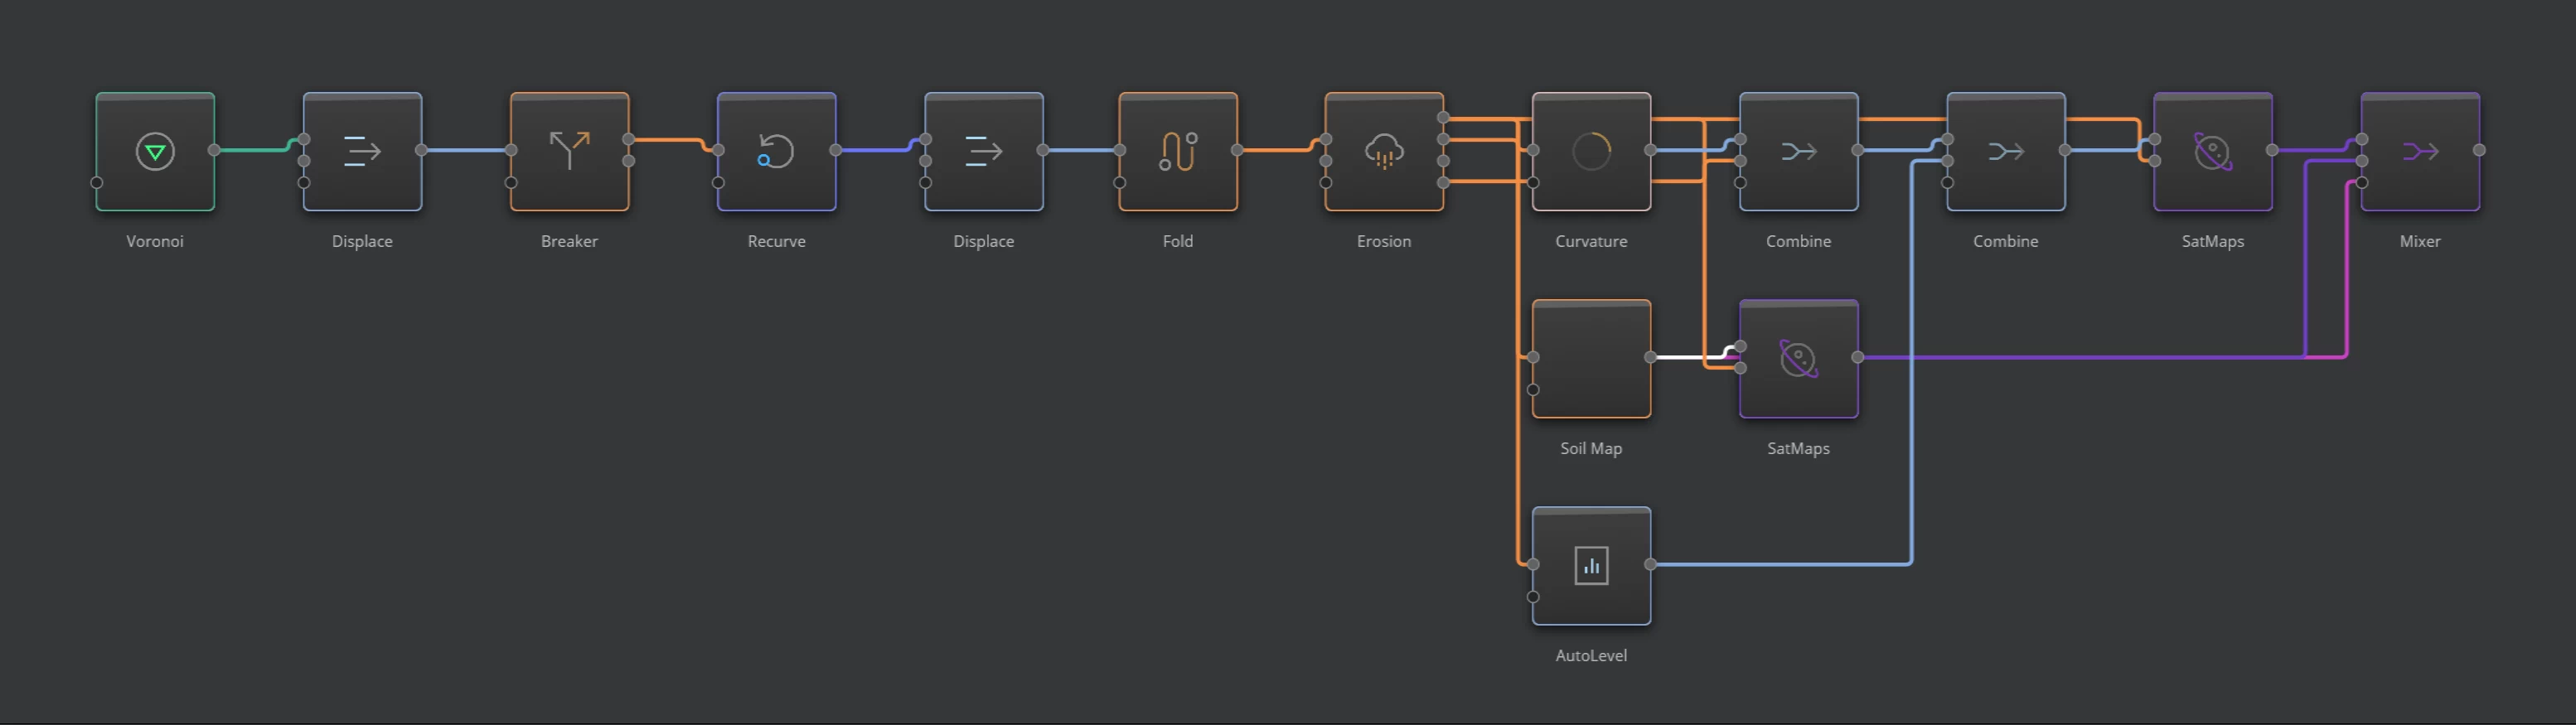 Voronoi
Displace
Breaker
Recurve
Displace
Fold
Erosion
Curvature
Combine
Combine
SatMaps
Mixer
Soil Map
SatMaps
AutoLevel